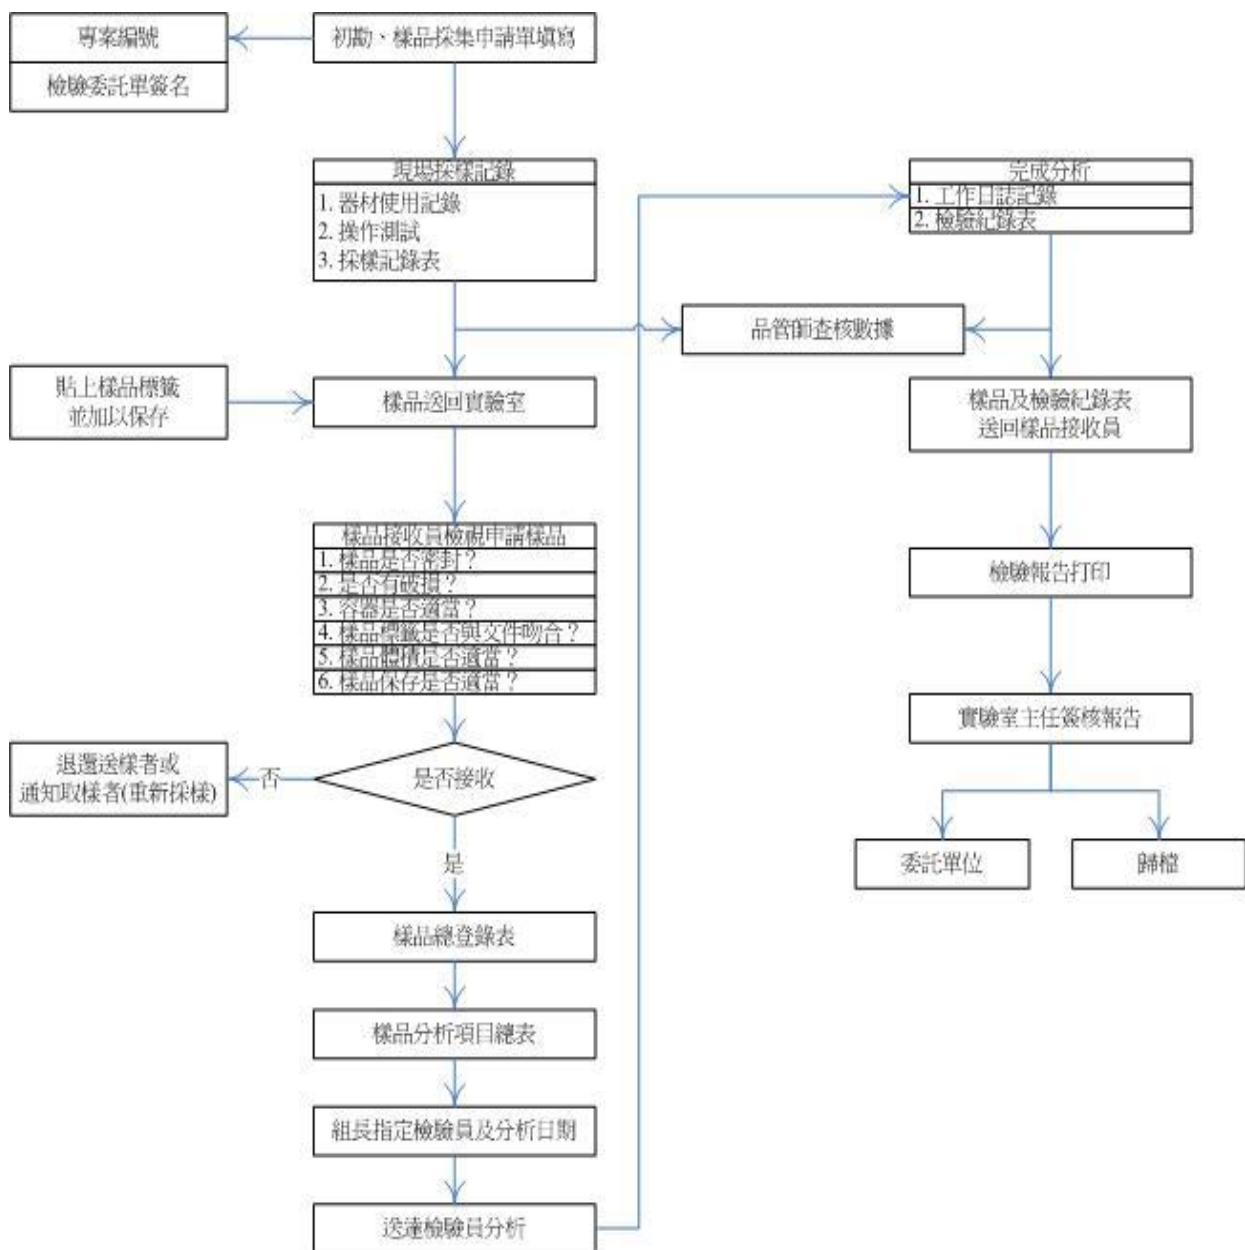 專案編號
檢驗委託單簽名
初勘、樣品採集申請單填寫
現場採樣記錄
1. 器材使用記錄
2. 操作測試
3. 採樣記錄表
貼上樣品標籤
並加以保存
樣品送回實驗室
樣品接收員檢視申請樣品
1. 樣品是否密封？
2. 是否有破損？
3. 容器是否適當？
4. 樣品標籤是否與文件吻合？
5. 樣品體積是否適當？
6. 樣品保存是否適當？
是否接收
否
退還送樣者或
通知取樣者(重新採樣)
是
樣品總登錄表
樣品分析項目總表
組長指定檢驗員及分析日期
送達檢驗員分析
完成分析
1. 工作日誌記錄
2. 檢驗紀錄表
品管師查核數據
樣品及檢驗紀錄表
送回樣品接收員
檢驗報告打印
實驗室主任簽核報告
委託單位
歸檔